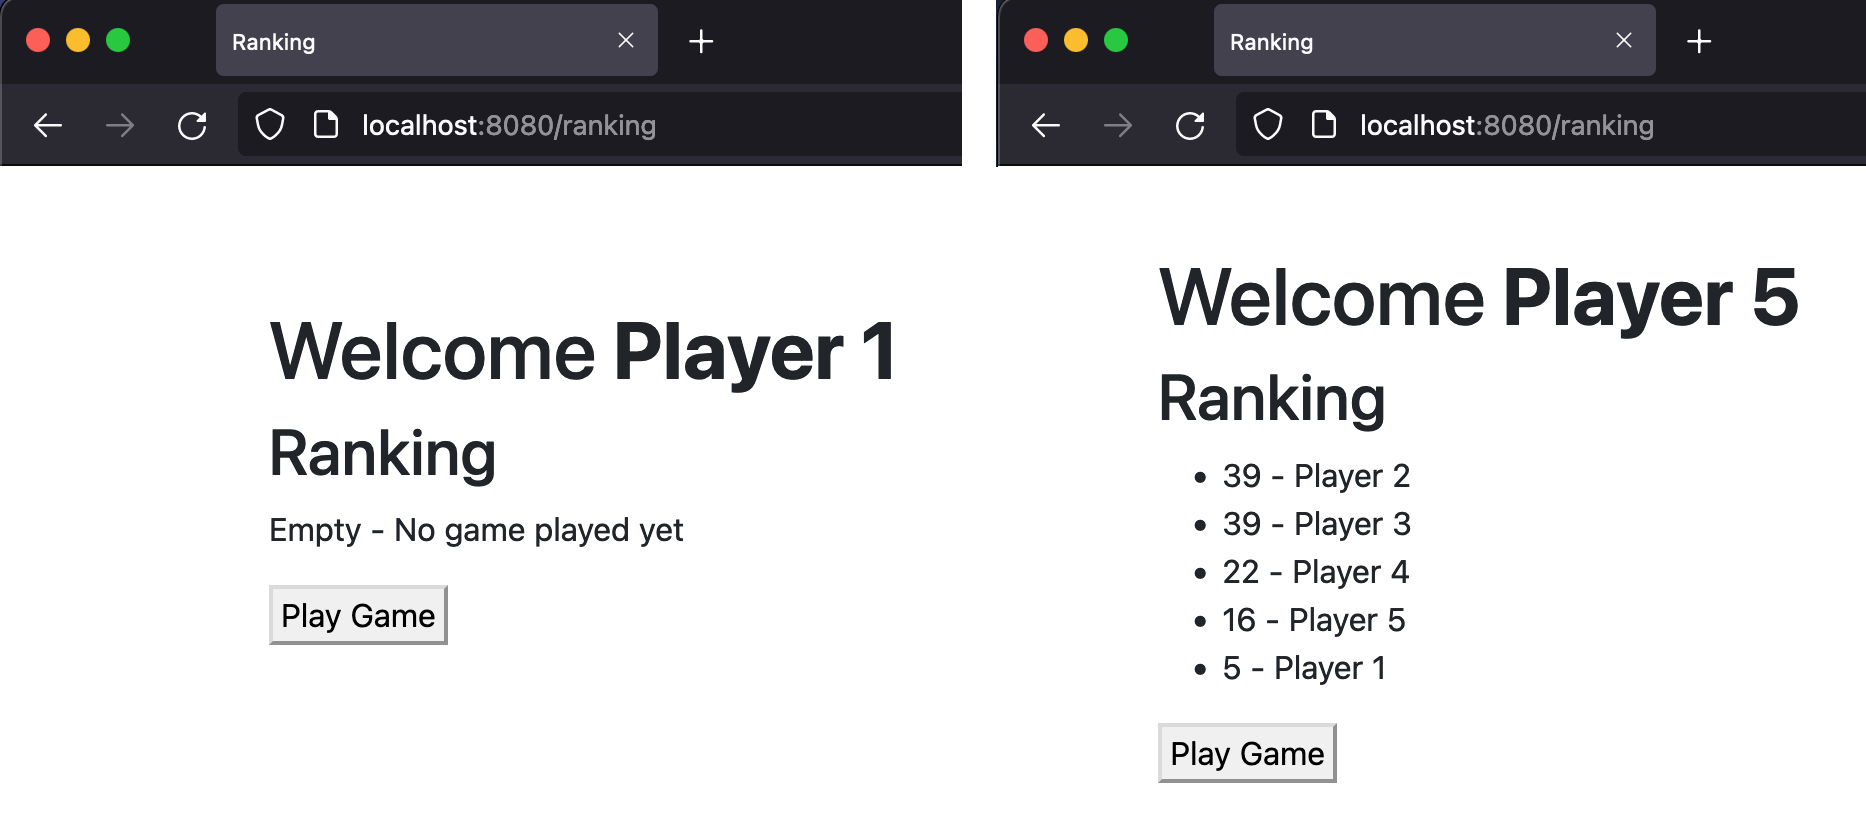 Ranking
localhost:8080/ranking
Welcome Player 1
Ranking
Empty - No game played yet
Play Game
Ranking
localhost:8080/ranking
Welcome Player 5
Ranking
• 39 - Player 2
• 39 - Player 3
• 22 - Player 4
• 16 - Player 5
• 5 - Player 1
Play Game